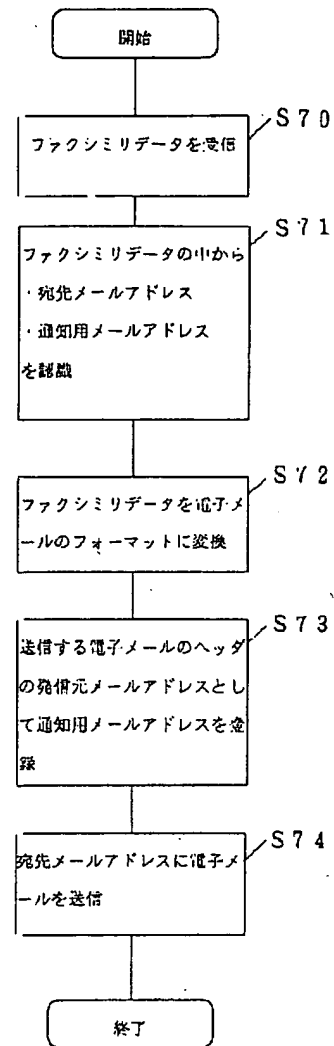 開始
S70
ファクシミリデータを受信
S71
ファクシミリデータの中から
・宛先メールアドレス
・通知用メールアドレス
を認識
S72
ファクシミリデータを電子メ
ールのフォーマットに変換
S73
送信する電子メールのヘッダ
の発信元メールアドレスとし
て通知用メールアドレスを登
録
S74
宛先メールアドレスに電子メ
ールを送信
終了